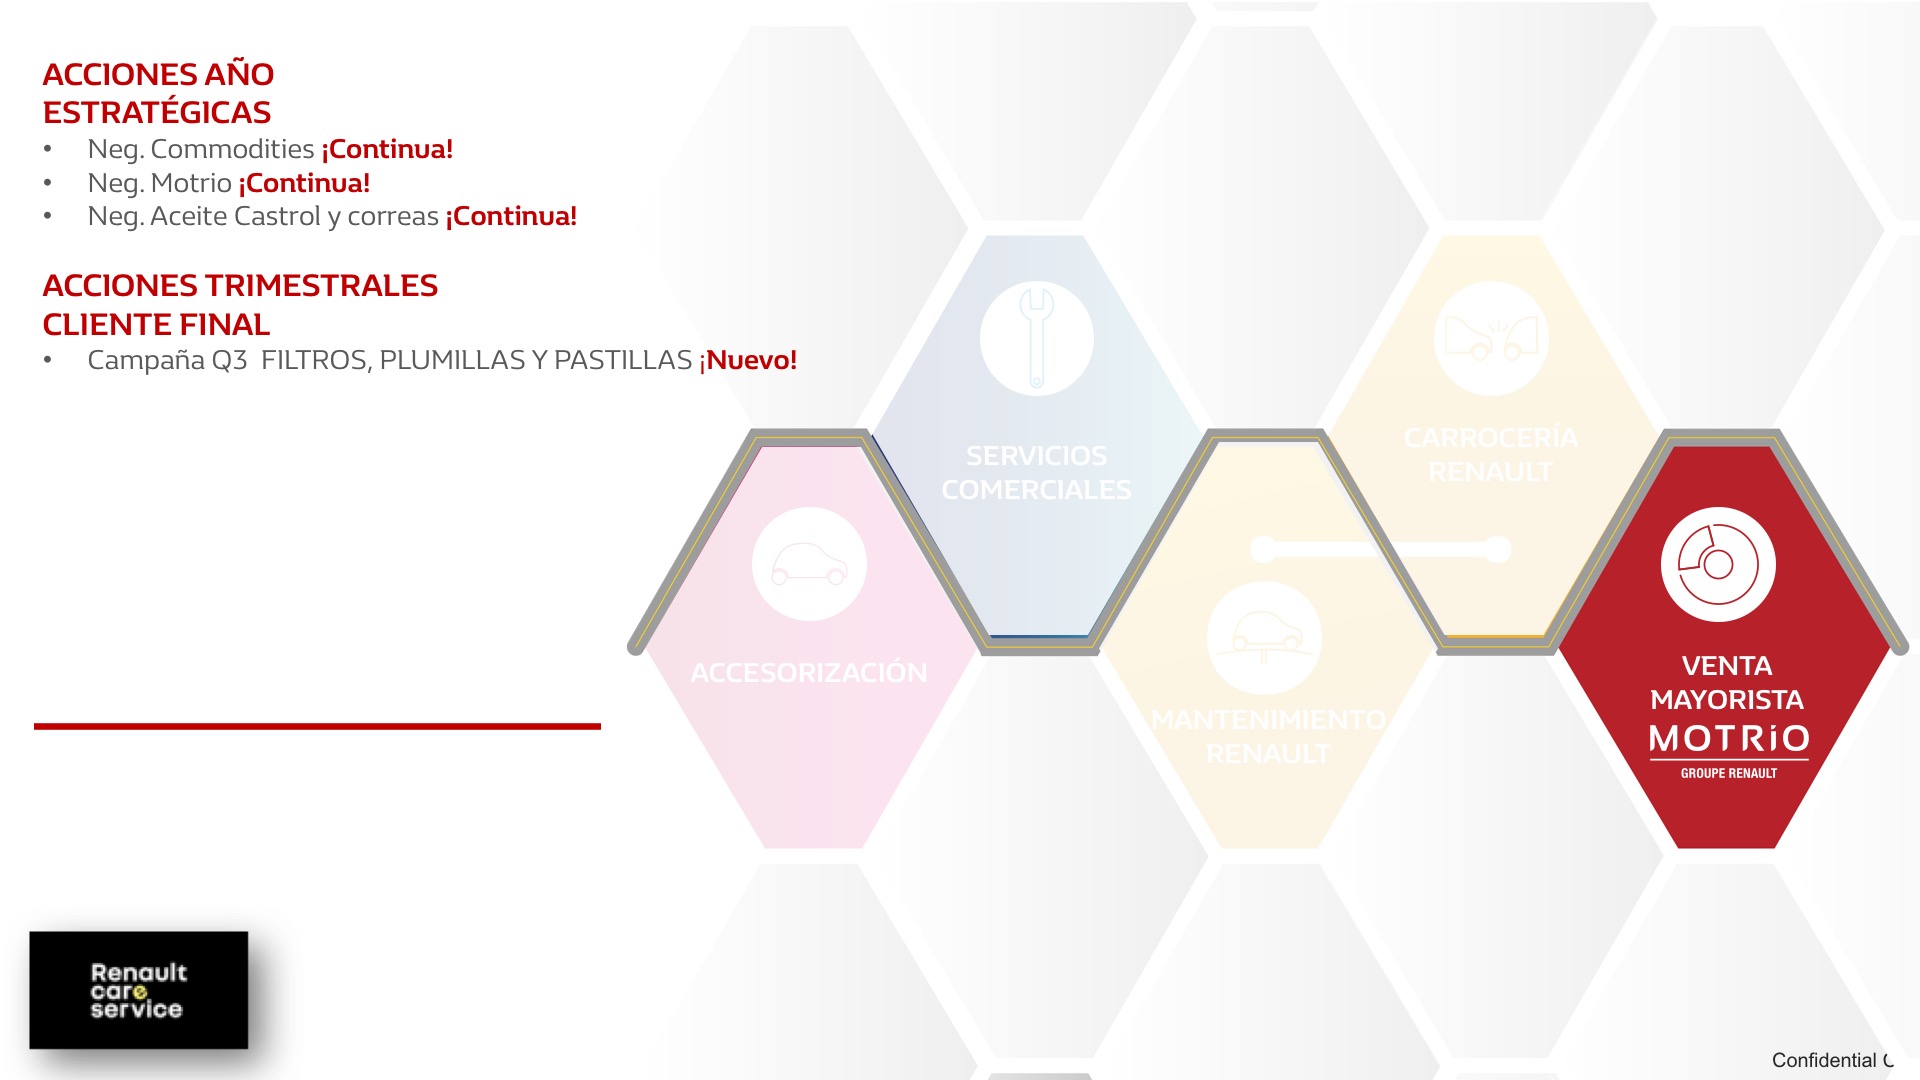 ACCIONES AÑO
ESTRATÉGICAS
• Neg. Commodities ¡Continua!
• Neg. Motrio ¡Continua!
• Neg. Aceite Castrol y correas ¡Continua!
ACCIONES TRIMESTRALES
CLIENTE FINAL
• Campaña Q3 FILTROS, PLUMILLAS Y PASTILLAS ¡Nuevo!
SERVICIOS
COMERCIALES
CARROCERÍA
RENAULT
ACCESORIZACIÓN
MANTENIMIENTO
RENAULT
VENTA
MAYORISTA
MOTRiO
GROUPE RENAULT
Renault
care
service
Confidential C